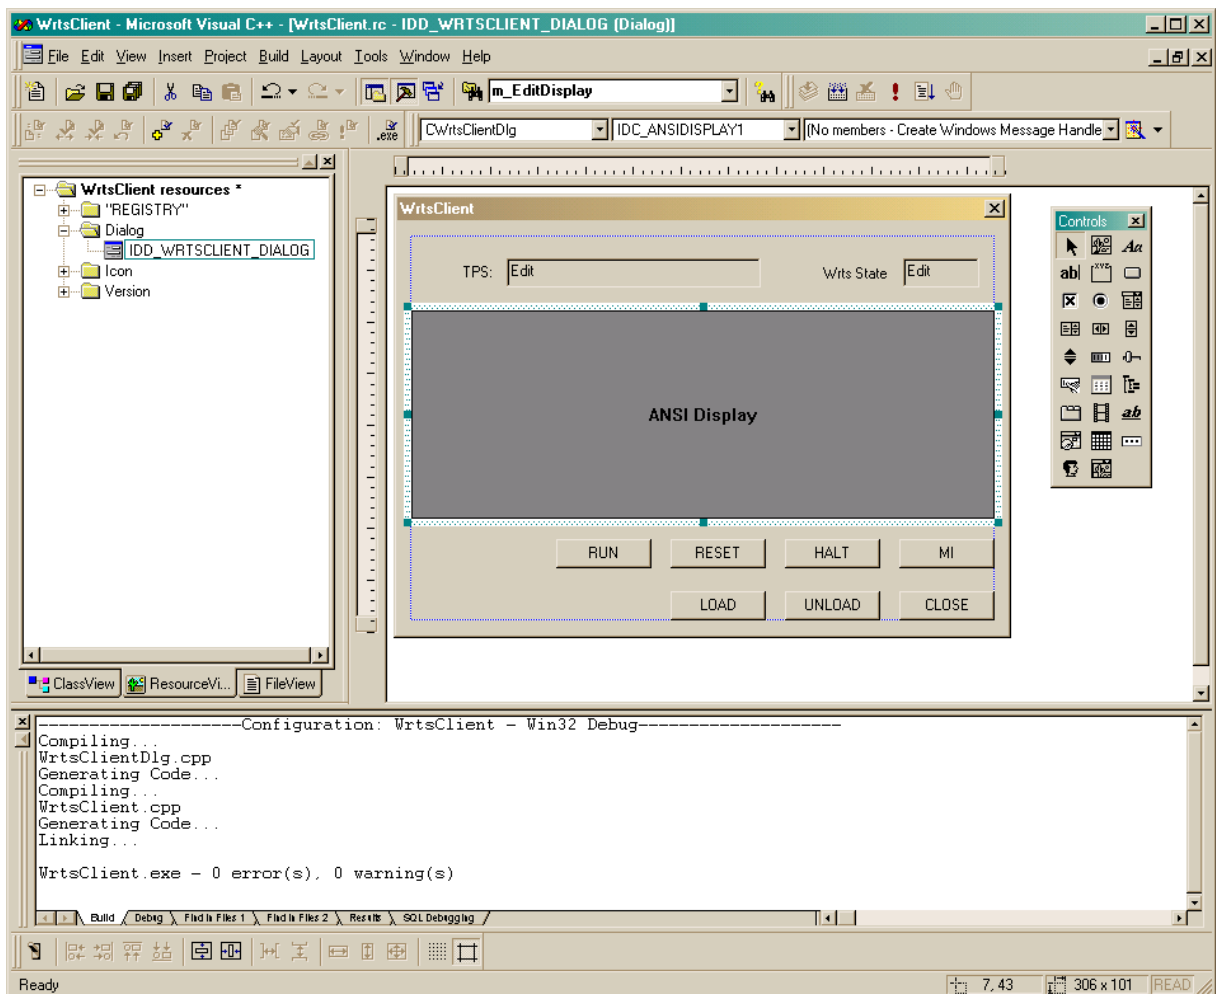 WrtsClient - Microsoft Visual C++ - [WrtsClient.rc - IDD_WRTSCLIENT_DIALOG (Dialog)]
File Edit View Insert Project Build Layout Tools Window Help
m_EditDisplay
.exe CWrtsClientDlg IDC_ANSIDISPLAY1 (No members - Create Windows Message Handle
WrtsClient resources *
"REGISTRY"
Dialog
IDD_WRTSCLIENT_DIALOG
Icon
Version
ClassView ResourceVi... FileView
WrtsClient
TPS: Edit Wrts State Edit
ANSI Display
RUN RESET HALT MI
LOAD UNLOAD CLOSE
Controls
Aa
ab|
XYZ
ab
--------------------Configuration: WrtsClient - Win32 Debug--------------------
Compiling...
WrtsClientDlg.cpp
Generating Code...
Compiling...
WrtsClient.cpp
Generating Code...
Linking...
WrtsClient.exe - 0 error(s), 0 warning(s)
Build Debug Find in Files 1 Find in Files 2 Results SQL Debugging
Ready 7, 43 306 x 101 READ